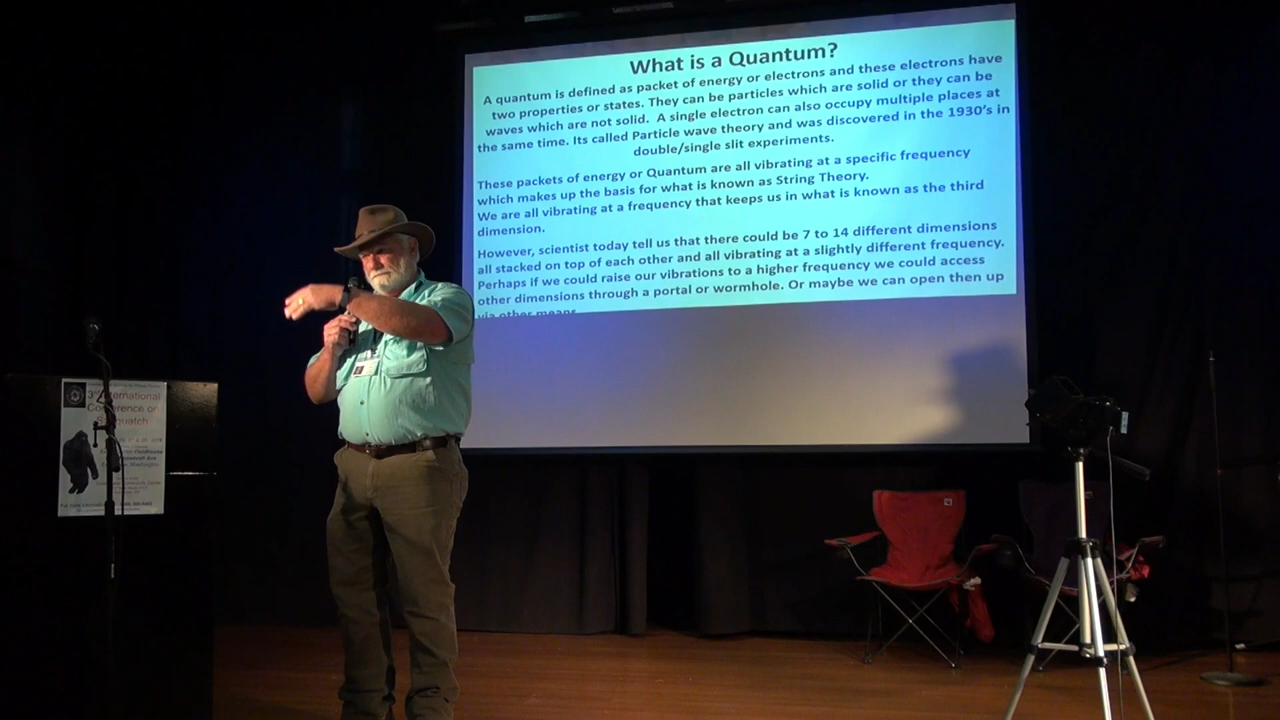 What is a Quantum?
A quantum is defined as packet of energy or electrons and these electrons have
two properties or states. They can be particles which are solid or they can be
waves which are not solid.  A single electron can also occupy multiple places at
the same time. Its called Particle wave theory and was discovered in the 1930's in
double/single slit experiments.
These packets of energy or Quantum are all vibrating at a specific frequency
which makes up the basis for what is known as String Theory.
We are all vibrating at a frequency that keeps us in what is known as the third
dimension.
However, scientist today tell us that there could be 7 to 14 different dimensions
all stacked on top of each other and all vibrating at a slightly different frequency.
Perhaps if we could raise our vibrations to a higher frequency we could access
other dimensions through a portal or wormhole. Or maybe we can open then up
via other means
3rd International